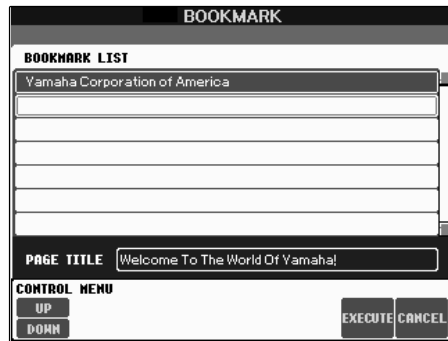 BOOKMARK
BOOKMARK LIST
Yamaha Corporation of America
PAGE TITLE Welcome To The World Of Yamaha!
CONTROL MENU
UP
DOWN
EXECUTE CANCEL